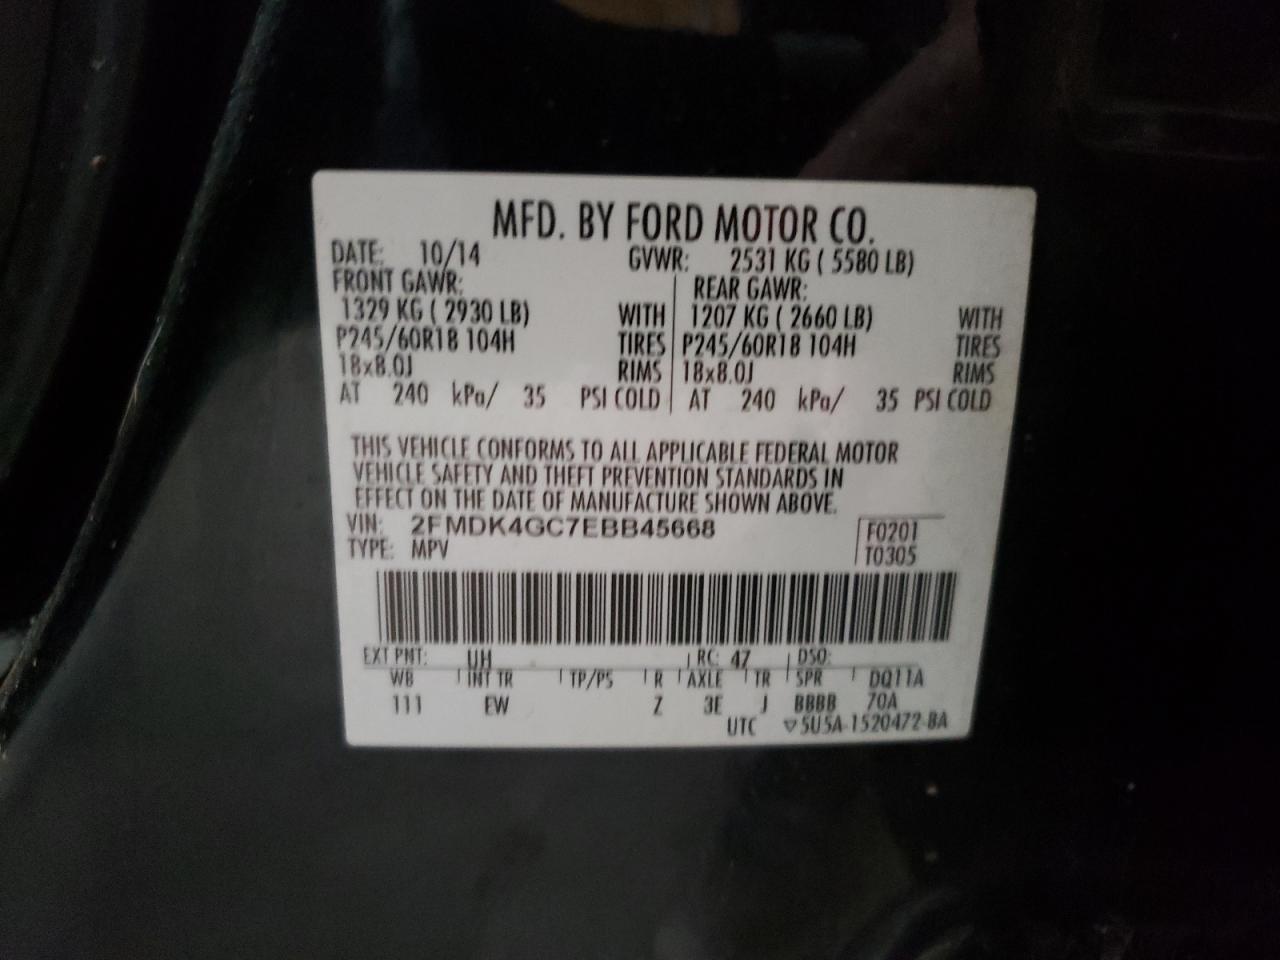 MFD. BY FORD MOTOR CO.
DATE: 10/14 GVWR: 2531 KG ( 5580 LB)
FRONT GAWR: REAR GAWR:
1329 KG ( 2930 LB) WITH 1207 KG ( 2660 LB) WITH
P245/60R18 104H TIRES P245/60R18 104H TIRES
18x8.0J RIMS 18x8.0J RIMS
AT 240 kPa/ 35 PSI COLD AT 240 kPa/ 35 PSI COLD
THIS VEHICLE CONFORMS TO ALL APPLICABLE FEDERAL MOTOR
VEHICLE SAFETY AND THEFT PREVENTION STANDARDS IN
EFFECT ON THE DATE OF MANUFACTURE SHOWN ABOVE.
VIN: 2FMDK4GC7EBB45668 F0201
TYPE: MPV T0305
EXT PNT: UH RC: 47 DSO:
WB INT TR TP/PS R AXLE TR SPR DQ11A
111 EW Z 3E J BBBB 70A
UTC ▽5U5A-1520472-BA